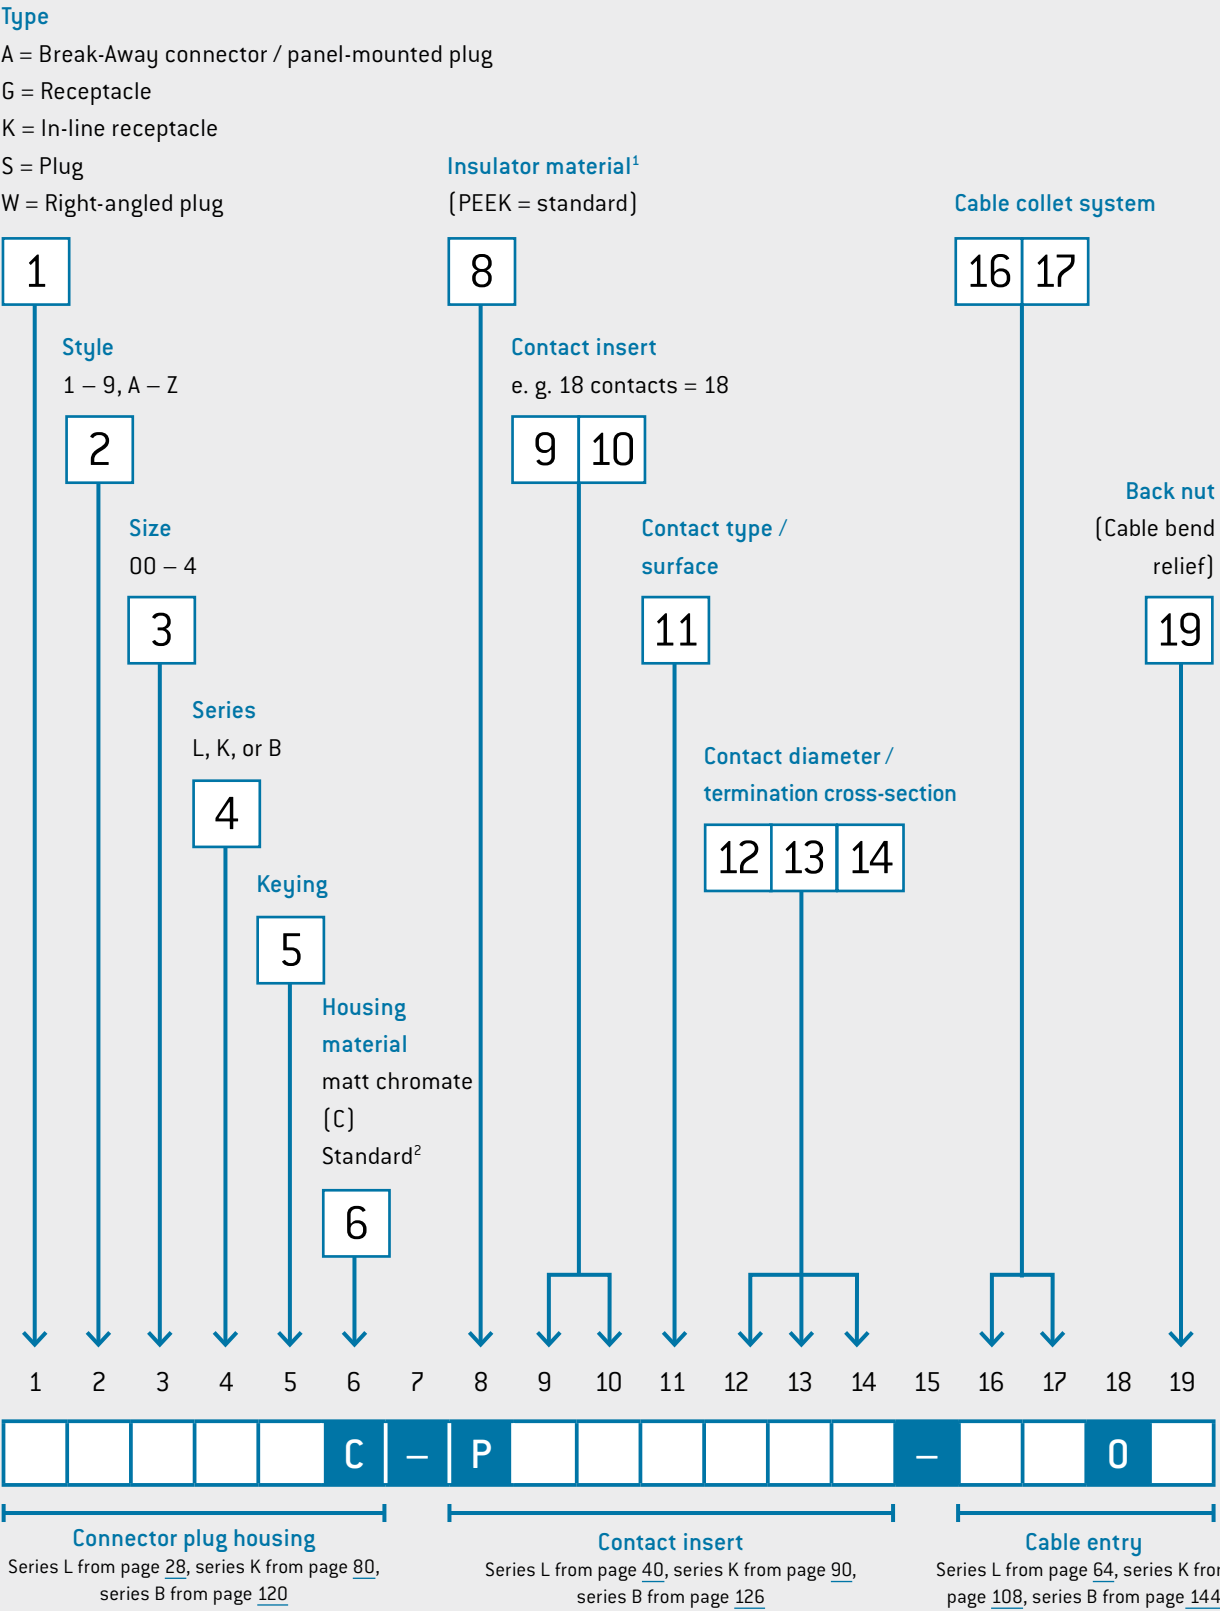 Type
A = Break-Away connector / panel-mounted plug
G = Receptacle
K = In-line receptacle
S = Plug
W = Right-angled plug
1
Insulator material¹
(PEEK = standard)
8
Cable collet system
16 17
Style
1 – 9, A – Z
2
Contact insert
e. g. 18 contacts = 18
9 10
Size
00 – 4
3
Contact type /
surface
11
Back nut
(Cable bend
relief)
19
Series
L, K, or B
4
Contact diameter /
termination cross-section
12 13 14
Keying
5
Housing
material
matt chromate
(C)
Standard²
6
1 2 3 4 5 6 7 8 9 10 11 12 13 14 15 16 17 18 19
C – P – 0
Connector plug housing
Series L from page 28, series K from page 80,
series B from page 120
Contact insert
Series L from page 40, series K from page 90,
series B from page 126
Cable entry
Series L from page 64, series K from
page 108, series B from page 144